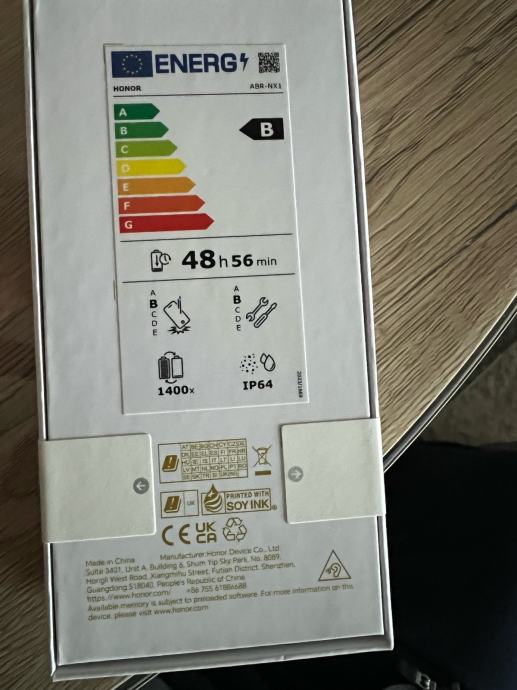 ENERG
HONOR ABR-NX1
A
B
B
C
D
E
F
G
48 h 56 min
A
B
C
D
E
A
B
C
D
E
1400x
IP64
2023/1669
UK
PRINTED WITH
SOY INK
CE UK
CA
Made in China Manufacturer: Honor Device Co., Ltd.
Suite 3401, Unit A, Building 6, Shum Yip Sky Park, No. 8089,
Hongli West Road, Xiangmihu Street, Futian District, Shenzhen,
Guangdong 518040, People's Republic of China
https://www.honor.com/ +86 755 61886688
Available memory is subject to preloaded software. For more information on this
device, please visit www.honor.com